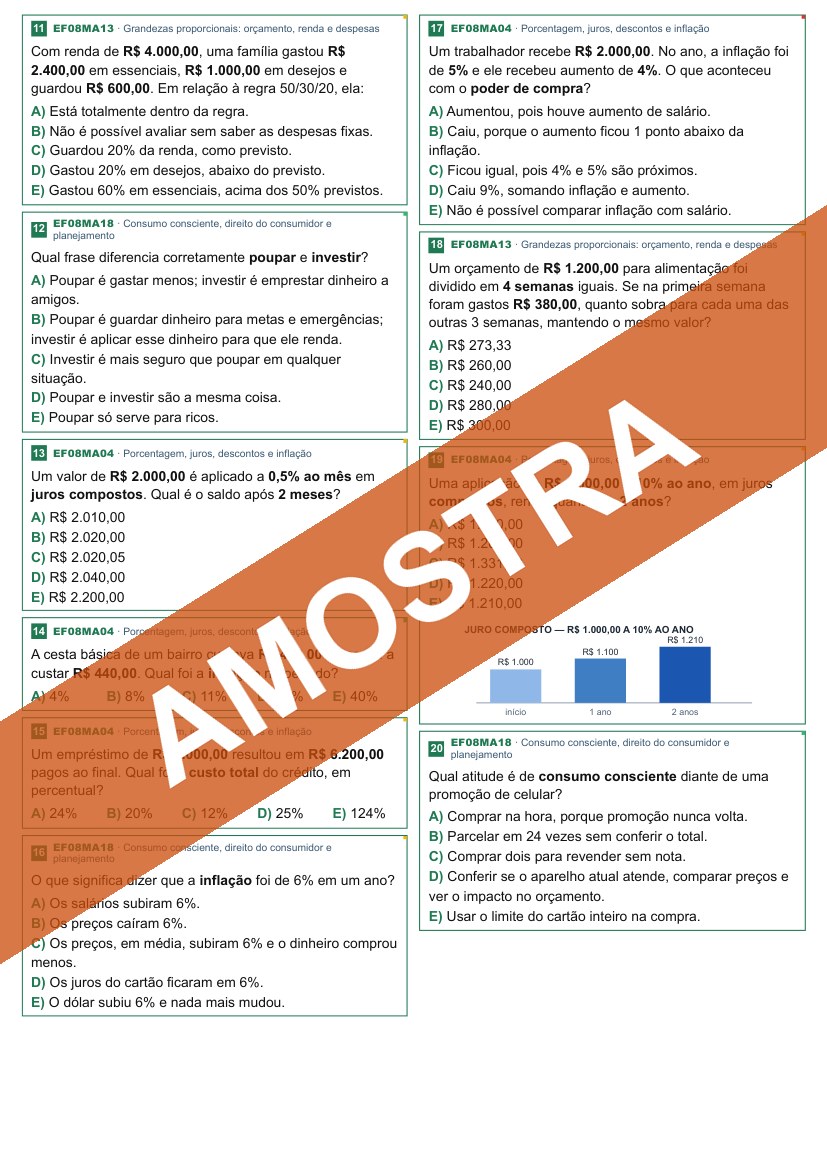 11 EF08MA13 · Grandezas proporcionais: orçamento, renda e despesas
Com renda de R$ 4.000,00, uma família gastou R$
2.400,00 em essenciais, R$ 1.000,00 em desejos e
guardou R$ 600,00. Em relação à regra 50/30/20, ela:
A) Está totalmente dentro da regra.
B) Não é possível avaliar sem saber as despesas fixas.
C) Guardou 20% da renda, como previsto.
D) Gastou 20% em desejos, abaixo do previsto.
E) Gastou 60% em essenciais, acima dos 50% previstos.
12 EF08MA18 · Consumo consciente, direito do consumidor e
planejamento
Qual frase diferencia corretamente poupar e investir?
A) Poupar é gastar menos; investir é emprestar dinheiro a
amigos.
B) Poupar é guardar dinheiro para metas e emergências;
investir é aplicar esse dinheiro para que ele renda.
C) Investir é mais seguro que poupar em qualquer
situação.
D) Poupar e investir são a mesma coisa.
E) Poupar só serve para ricos.
13 EF08MA04 · Porcentagem, juros, descontos e inflação
Um valor de R$ 2.000,00 é aplicado a 0,5% ao mês em
juros compostos. Qual é o saldo após 2 meses?
A) R$ 2.010,00
B) R$ 2.020,00
C) R$ 2.020,05
D) R$ 2.040,00
E) R$ 2.200,00
14 EF08MA04 · Porcentagem, juros, descontos
A cesta básica de um bairro a
custar R$ 440,00. Qual foi a
A) 4% B) 8% C) 11% E) 40%
15 EF08MA04 · e inflação
Um empréstimo de resultou em R$ 6.200,00
pagos ao final. Qual foi o custo total do crédito, em
percentual?
A) 24% B) 20% C) 12% D) 25% E) 124%
16 EF08MA18 · Consumo consciente, direito do consumidor e
planejamento
O que significa dizer que a inflação foi de 6% em um ano?
A) Os salários subiram 6%.
B) Os preços caíram 6%.
C) Os preços, em média, subiram 6% e o dinheiro comprou
menos.
D) Os juros do cartão ficaram em 6%.
E) O dólar subiu 6% e nada mais mudou.
17 EF08MA04 · Porcentagem, juros, descontos e inflação
Um trabalhador recebe R$ 2.000,00. No ano, a inflação foi
de 5% e ele recebeu aumento de 4%. O que aconteceu
com o poder de compra?
A) Aumentou, pois houve aumento de salário.
B) Caiu, porque o aumento ficou 1 ponto abaixo da
inflação.
C) Ficou igual, pois 4% e 5% são próximos.
D) Caiu 9%, somando inflação e aumento.
E) Não é possível comparar inflação com salário.
18 EF08MA13 · Grandezas proporcionais: orçamento, renda e despesas
Um orçamento de R$ 1.200,00 para alimentação foi
dividido em 4 semanas iguais. Se na primeira semana
foram gastos R$ 380,00, quanto sobra para cada uma das
outras 3 semanas, mantendo o mesmo valor?
A) R$ 273,33
B) R$ 260,00
C) R$ 240,00
D) R$ 280,00
E) R$ 300,00
19 EF08MA04 · inflação
Uma 10% ao ano, em juros
anos?
A)
B)
D) R$ 1.220,00
E) R$ 1.210,00
JURO COMPOSTO — R$ 1.000,00 A 10% AO ANO
R$ 1.000 R$ 1.100 R$ 1.210
início 1 ano 2 anos
20 EF08MA18 · Consumo consciente, direito do consumidor e
planejamento
Qual atitude é de consumo consciente diante de uma
promoção de celular?
A) Comprar na hora, porque promoção nunca volta.
B) Parcelar em 24 vezes sem conferir o total.
C) Comprar dois para revender sem nota.
D) Conferir se o aparelho atual atende, comparar preços e
ver o impacto no orçamento.
E) Usar o limite do cartão inteiro na compra.
AMOSTRA